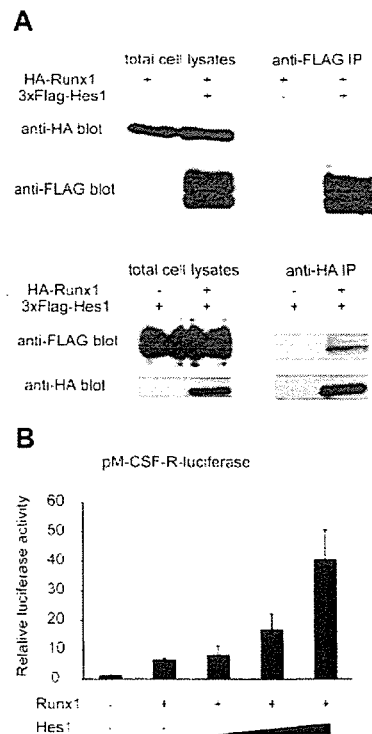 A
total cell lysates anti-FLAG IP
HA-Runx1 + + + +
3xFlag-Hes1 + - +
anti-HA blot
anti-FLAG blot
total cell lysates anti-HA IP
HA-Runx1 - + - +
3xFlag-Hes1 + + + +
anti-FLAG blot
anti-HA blot
B
pM-CSF-R-luciferase
Relative luciferase activity
60
50
40
30
20
10
0
Runx1 - + + + +
Hes1 - -